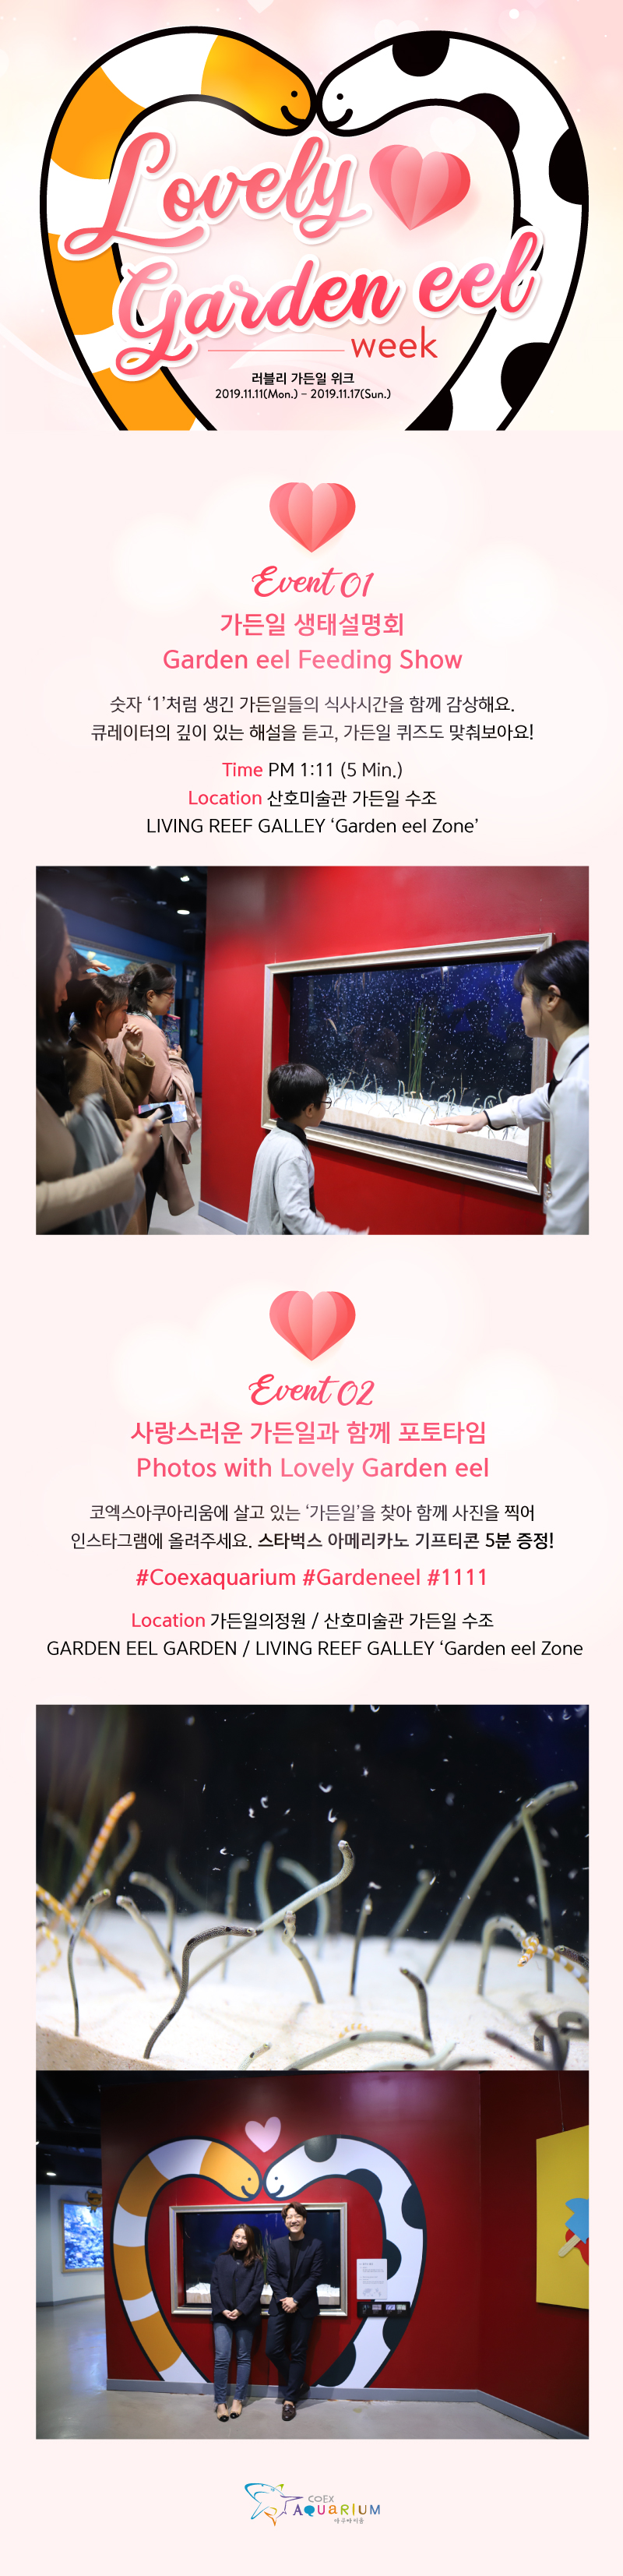 Lovely
Garden eel
week
러블리 가든일 위크
2019.11.11(Mon.) - 2019.11.17(Sun.)
Event 01
가든일 생태설명회
Garden eel Feeding Show
숫자 ‘1’처럼 생긴 가든일들의 식사시간을 함께 감상해요.
큐레이터의 깊이 있는 해설을 듣고, 가든일 퀴즈도 맞춰보아요!
Time PM 1:11 (5 Min.)
Location 산호미술관 가든일 수조
LIVING REEF GALLEY ‘Garden eel Zone’
Event 02
사랑스러운 가든일과 함께 포토타임
Photos with Lovely Garden eel
코엑스아쿠아리움에 살고 있는 ‘가든일’을 찾아 함께 사진을 찍어
인스타그램에 올려주세요. 스타벅스 아메리카노 기프티콘 5분 증정!
#Coexaquarium #Gardeneel #1111
Location 가든일의정원 / 산호미술관 가든일 수조
GARDEN EEL GARDEN / LIVING REEF GALLEY ‘Garden eel Zone
COEX
AQUARIUM
아쿠아리움